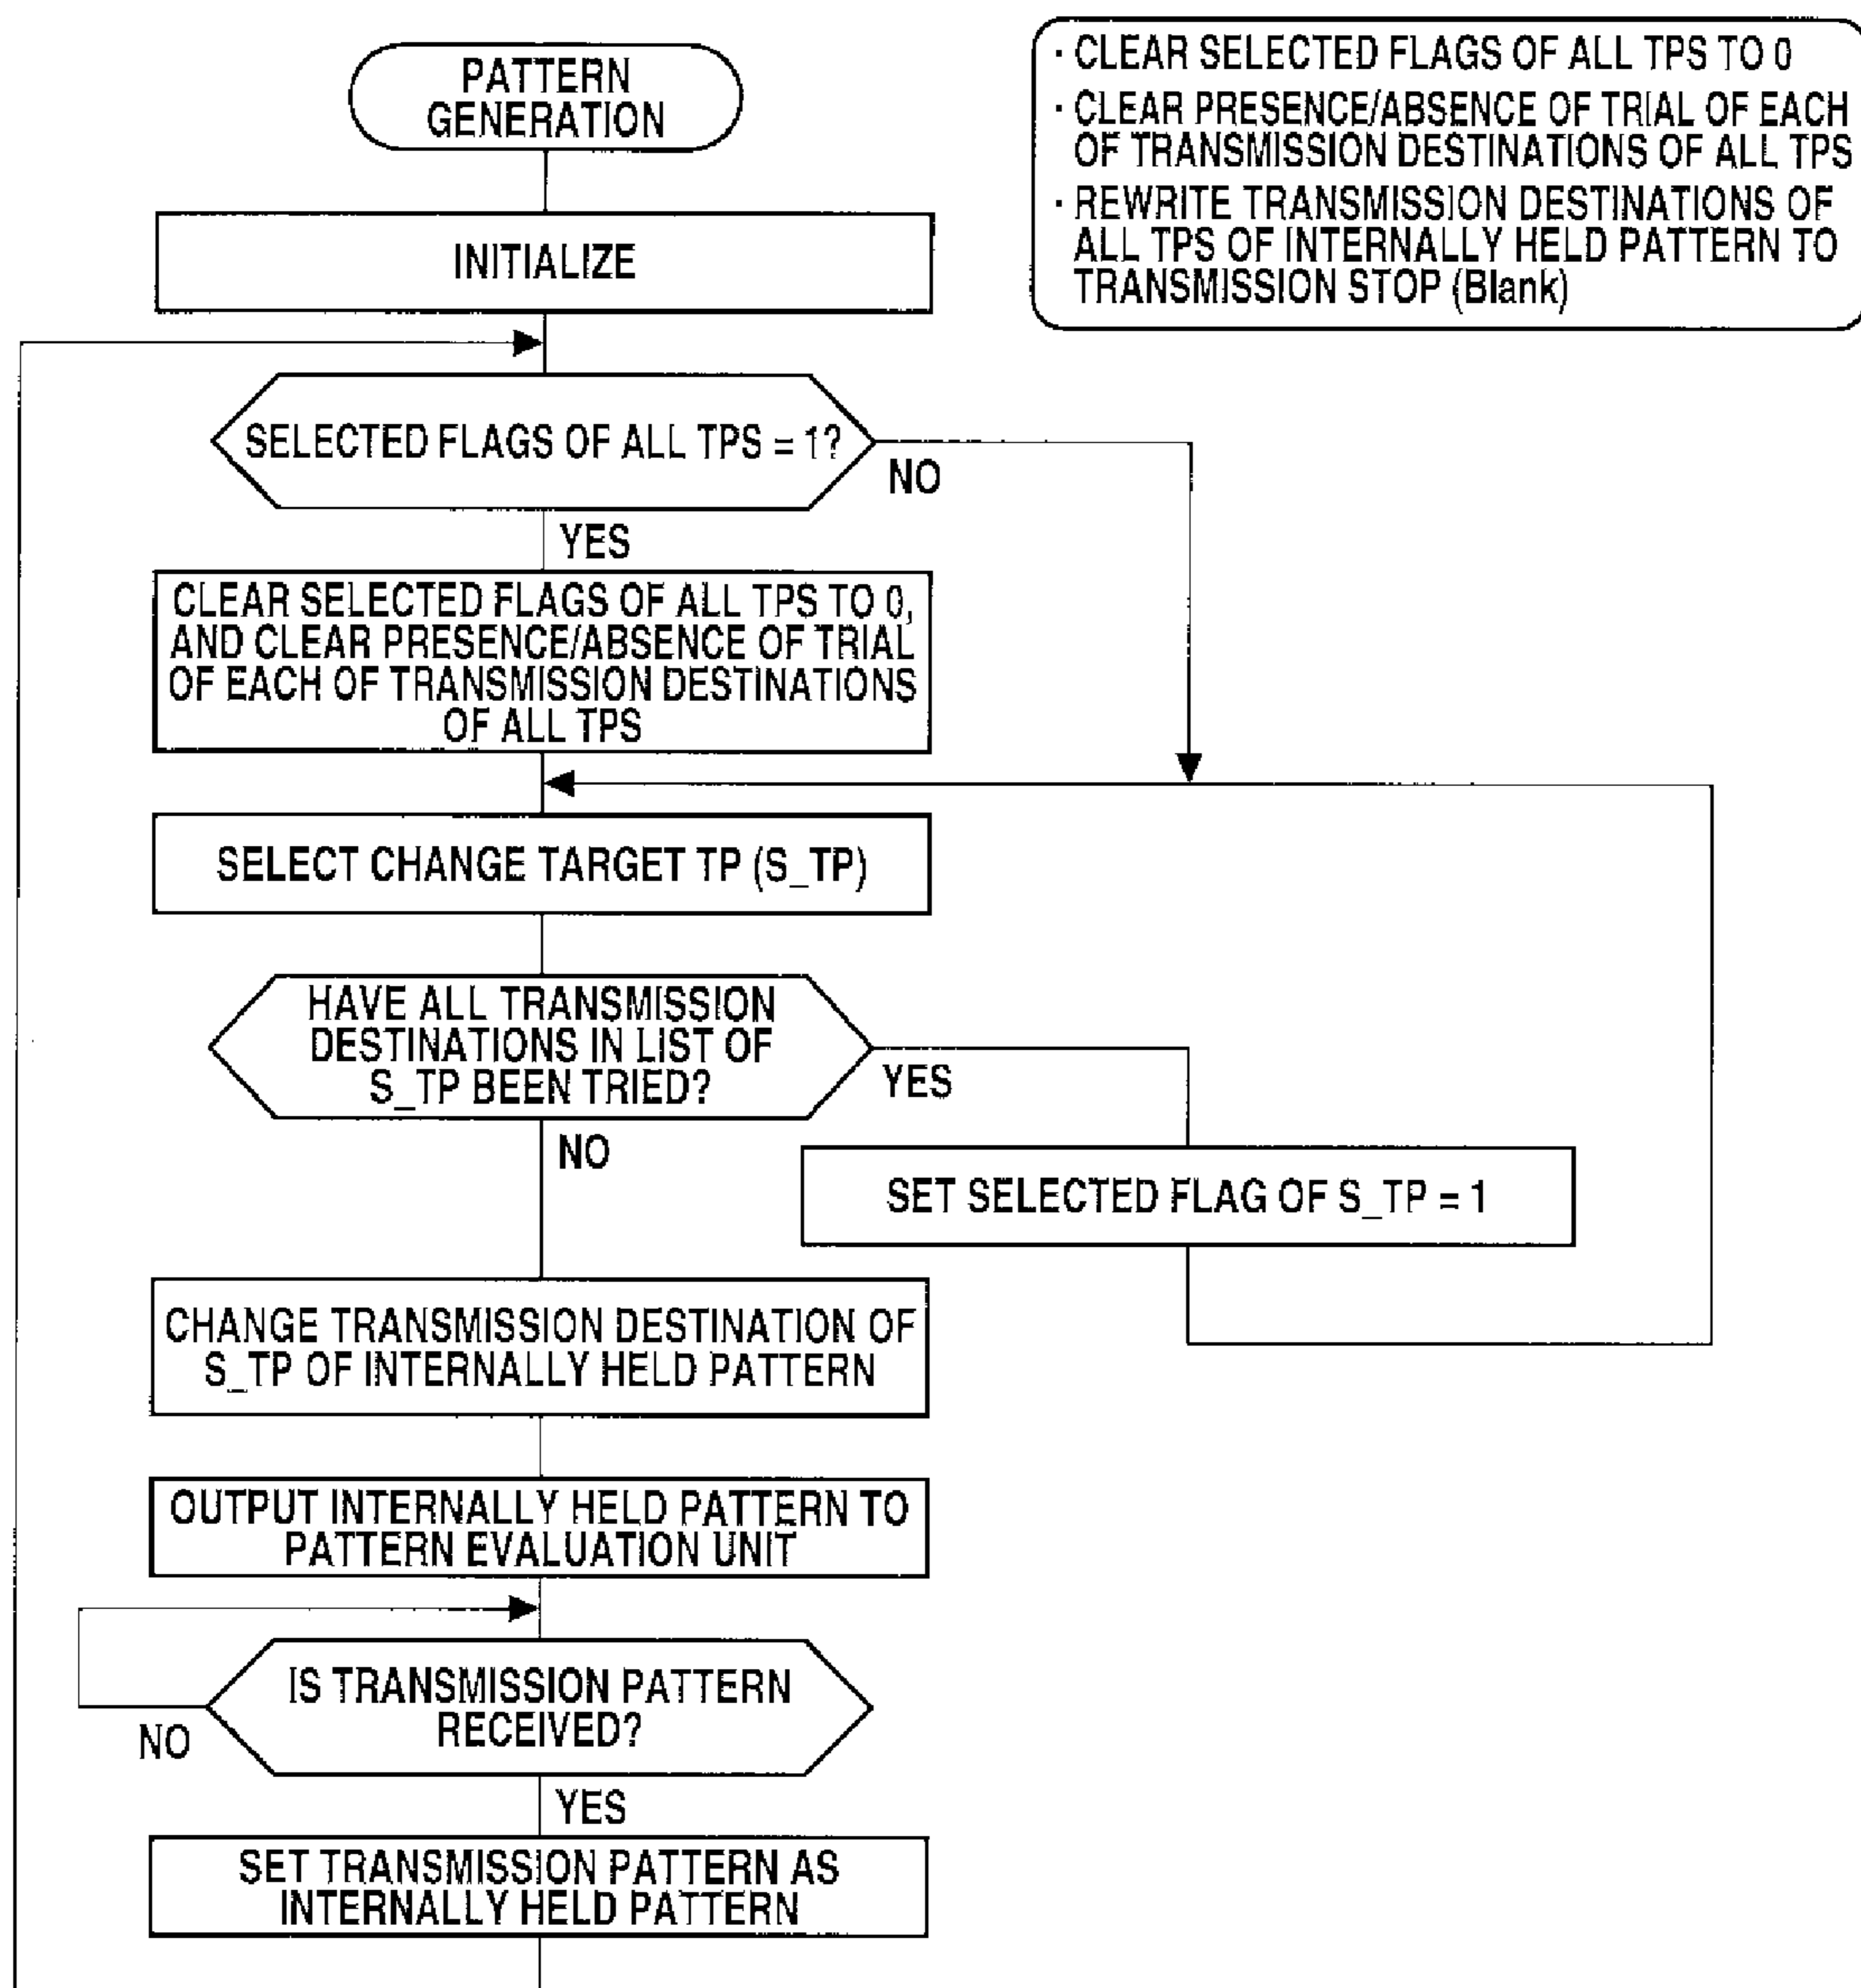 PATTERN
GENERATION
· CLEAR SELECTED FLAGS OF ALL TPS TO 0
· CLEAR PRESENCE/ABSENCE OF TRIAL OF EACH
OF TRANSMISSION DESTINATIONS OF ALL TPS
· REWRITE TRANSMISSION DESTINATIONS OF
ALL TPS OF INTERNALLY HELD PATTERN TO
TRANSMISSION STOP (Blank)
INITIALIZE
SELECTED FLAGS OF ALL TPS = 1?
NO
YES
CLEAR SELECTED FLAGS OF ALL TPS TO 0,
AND CLEAR PRESENCE/ABSENCE OF TRIAL
OF EACH OF TRANSMISSION DESTINATIONS
OF ALL TPS
SELECT CHANGE TARGET TP (S_TP)
HAVE ALL TRANSMISSION
DESTINATIONS IN LIST OF
S_TP BEEN TRIED?
YES
NO
SET SELECTED FLAG OF S_TP = 1
CHANGE TRANSMISSION DESTINATION OF
S_TP OF INTERNALLY HELD PATTERN
OUTPUT INTERNALLY HELD PATTERN TO
PATTERN EVALUATION UNIT
IS TRANSMISSION PATTERN
RECEIVED?
NO
YES
SET TRANSMISSION PATTERN AS
INTERNALLY HELD PATTERN